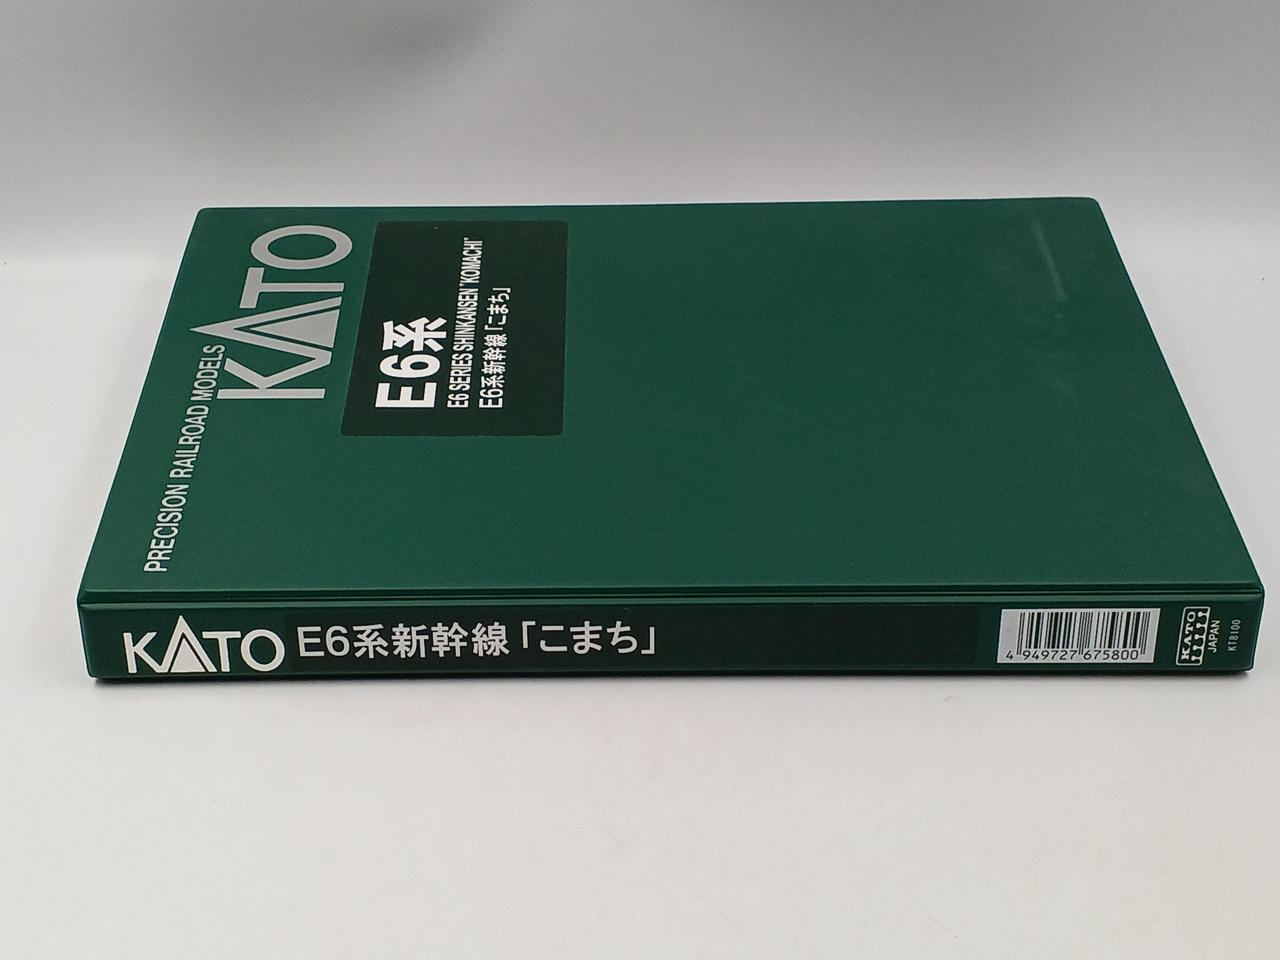 PRECISION RAILROAD MODELS
KATO
E6系
E6 SERIES SHINKANSEN "KOMACHI"
E6系新幹線「こまち」
KATO E6系新幹線「こまち」
4 949727 675800
KATO
JAPAN
KT8100